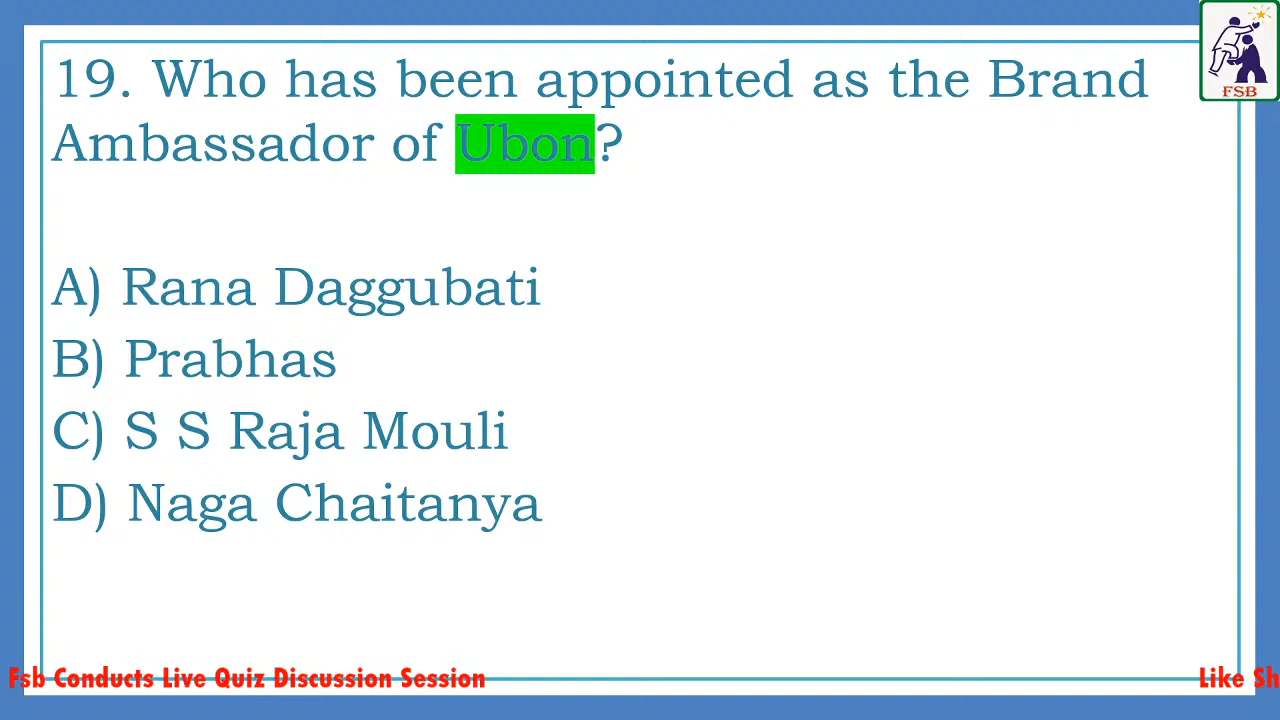 19. Who has been appointed as the Brand
Ambassador of Ubon?
A) Rana Daggubati
B) Prabhas
C) S S Raja Mouli
D) Naga Chaitanya
FSB
Fsb Conducts Live Quiz Discussion Session
Like Sh